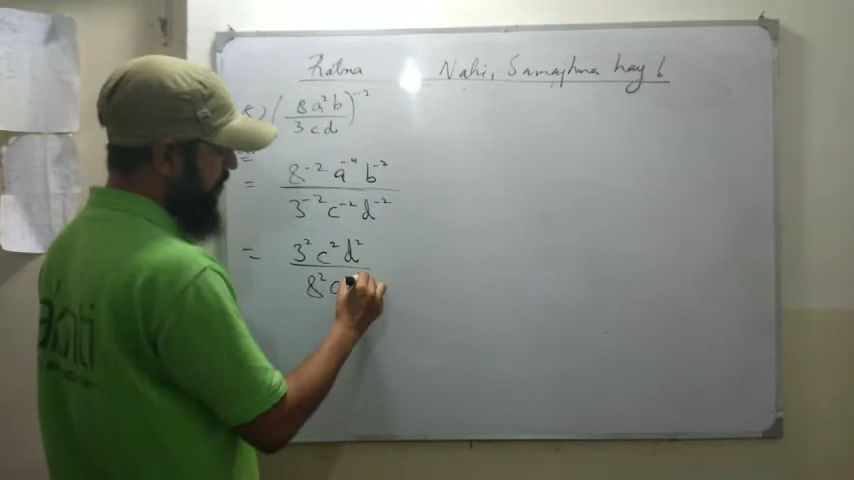 Ratna Nahi, Samajhna hay!
8) (8a²b / 3cd)⁻²
= 8⁻² a⁻⁴ b⁻² / 3⁻² c⁻² d⁻²
= 3² c² d² / 8² a